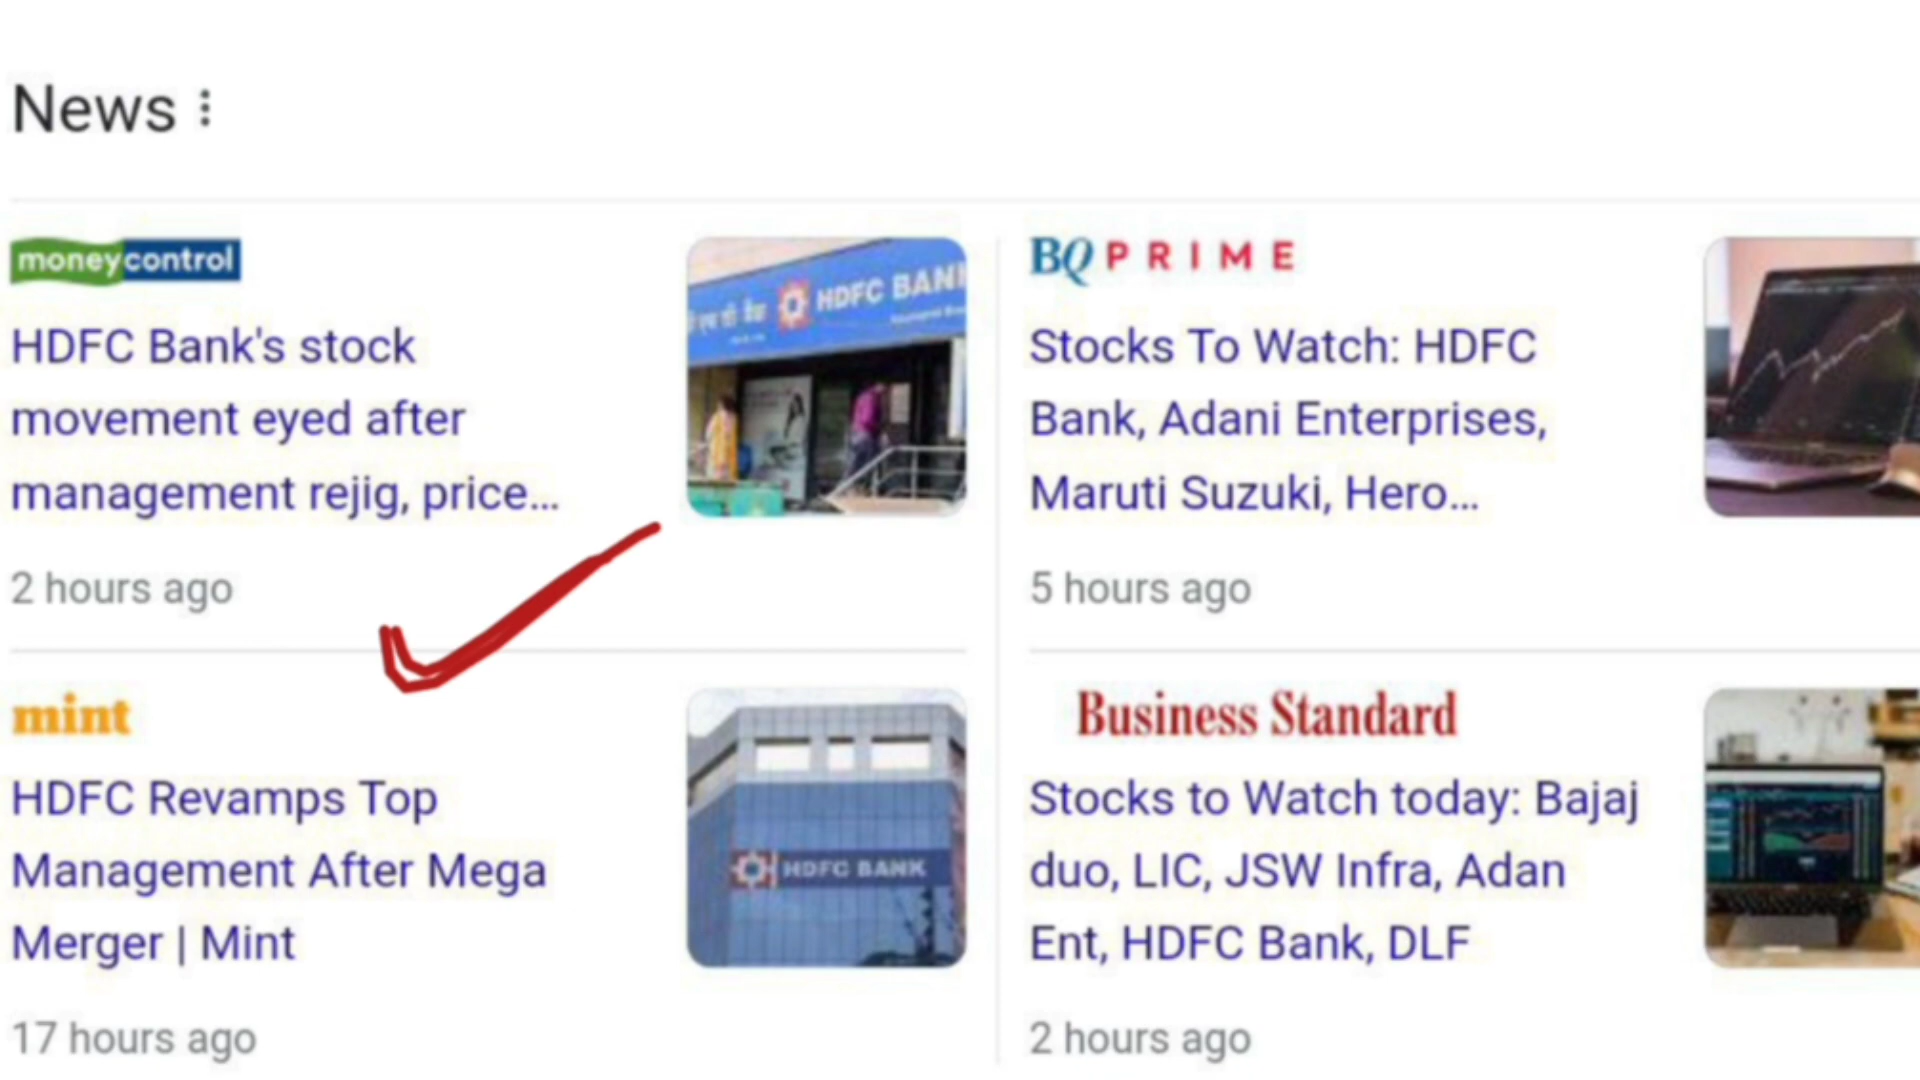 News
moneycontrol
HDFC Bank's stock
movement eyed after
management rejig, price...
2 hours ago
HDFC BANK
BQ PRIME
Stocks To Watch: HDFC
Bank, Adani Enterprises,
Maruti Suzuki, Hero...
5 hours ago
mint
HDFC Revamps Top
Management After Mega
Merger | Mint
17 hours ago
HDFC BANK
Business Standard
Stocks to Watch today: Bajaj
duo, LIC, JSW Infra, Adan
Ent, HDFC Bank, DLF
2 hours ago